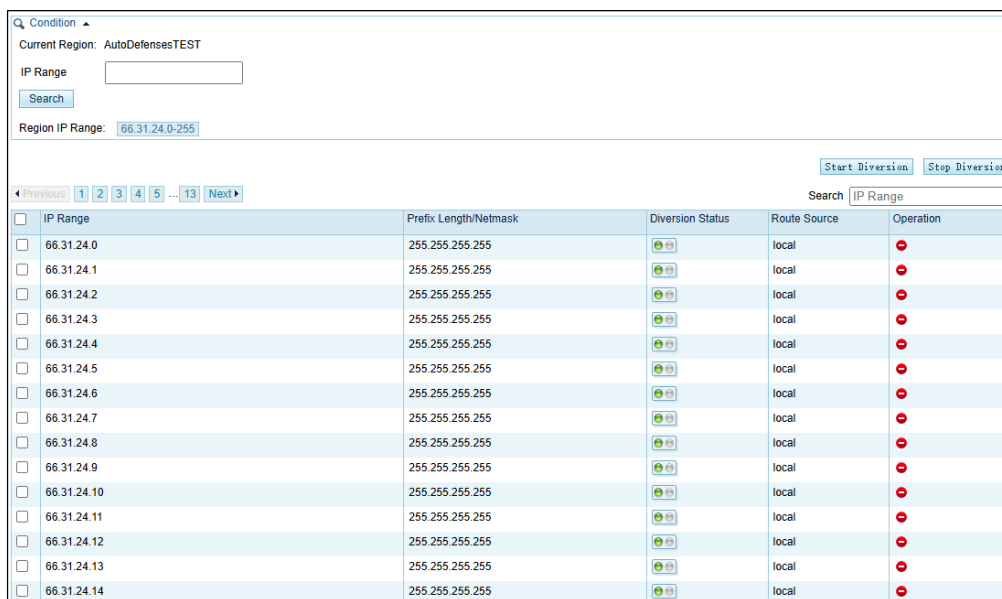 Condition
Current Region: AutoDefensesTEST
IP Range
Search
Region IP Range: 66.31.24.0-255
Start Diversion Stop Diversion
Previous 1 2 3 4 5 ... 13 Next
Search IP Range
IP Range Prefix Length/Netmask Diversion Status Route Source Operation
66.31.24.0 255.255.255.255 local
66.31.24.1 255.255.255.255 local
66.31.24.2 255.255.255.255 local
66.31.24.3 255.255.255.255 local
66.31.24.4 255.255.255.255 local
66.31.24.5 255.255.255.255 local
66.31.24.6 255.255.255.255 local
66.31.24.7 255.255.255.255 local
66.31.24.8 255.255.255.255 local
66.31.24.9 255.255.255.255 local
66.31.24.10 255.255.255.255 local
66.31.24.11 255.255.255.255 local
66.31.24.12 255.255.255.255 local
66.31.24.13 255.255.255.255 local
66.31.24.14 255.255.255.255 local